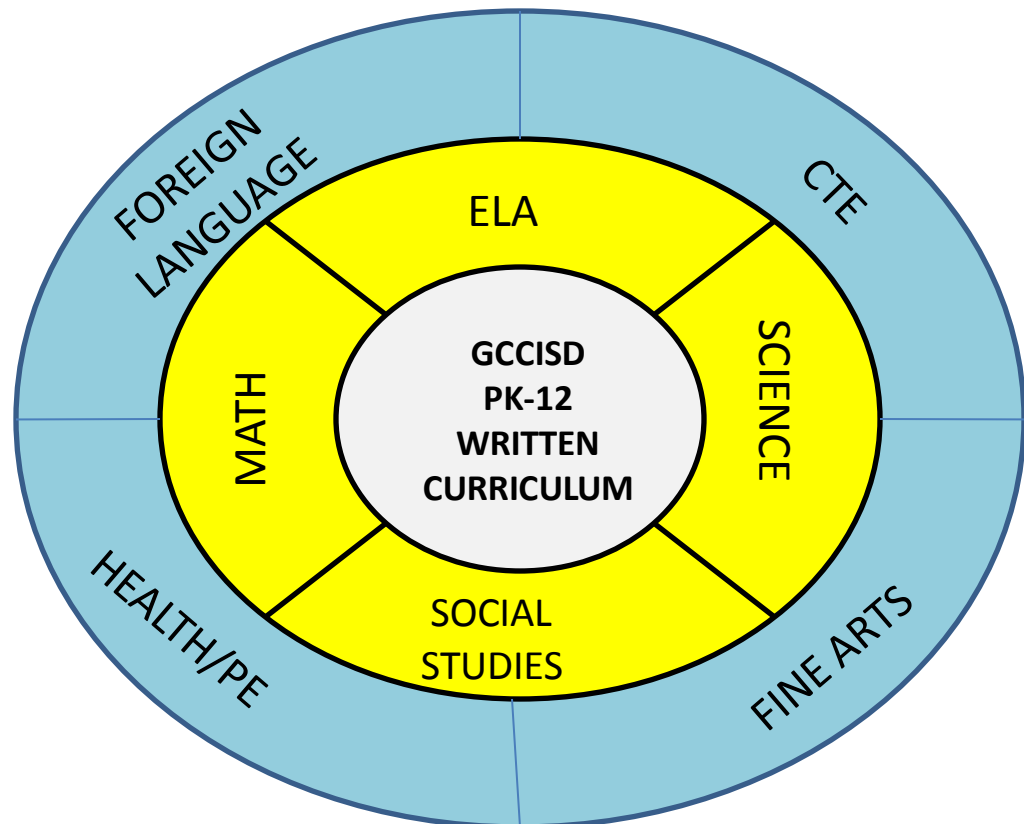 FOREIGN
LANGUAGE
CTE
ELA
MATH
SCIENCE
GCCISD
PK-12
WRITTEN
CURRICULUM
SOCIAL
STUDIES
HEALTH/PE
FINE ARTS